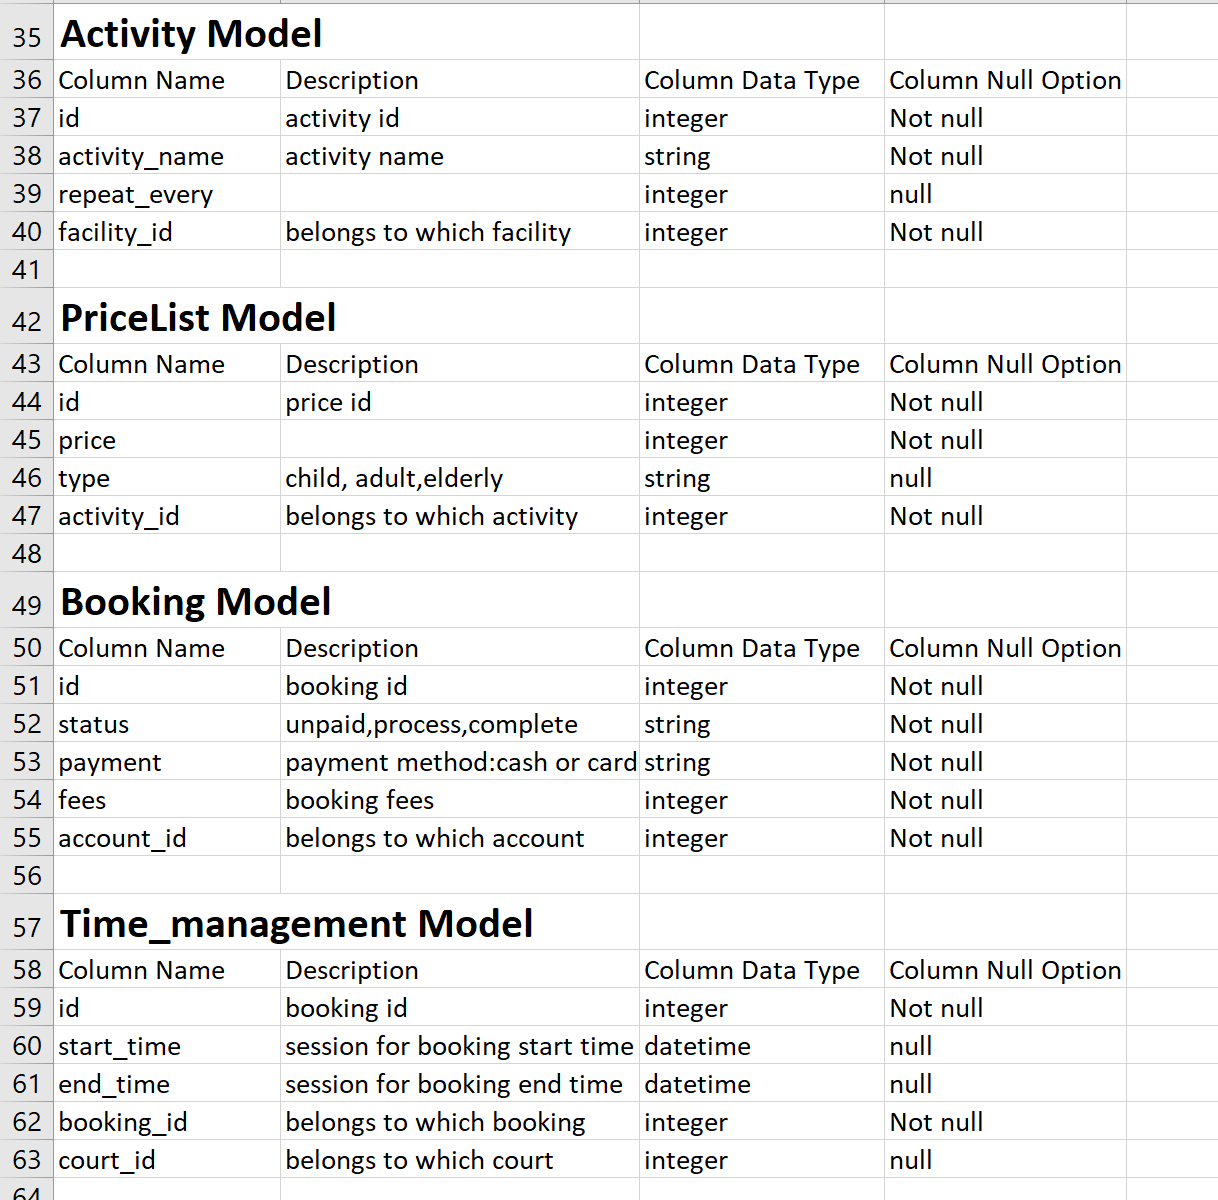 35 Activity Model
36 Column Name Description Column Data Type Column Null Option
37 id activity id integer Not null
38 activity_name activity name string Not null
39 repeat_every integer null
40 facility_id belongs to which facility integer Not null
41
42 PriceList Model
43 Column Name Description Column Data Type Column Null Option
44 id price id integer Not null
45 price integer Not null
46 type child, adult,elderly string null
47 activity_id belongs to which activity integer Not null
48
49 Booking Model
50 Column Name Description Column Data Type Column Null Option
51 id booking id integer Not null
52 status unpaid,process,complete string Not null
53 payment payment method:cash or card string Not null
54 fees booking fees integer Not null
55 account_id belongs to which account integer Not null
56
57 Time_management Model
58 Column Name Description Column Data Type Column Null Option
59 id booking id integer Not null
60 start_time session for booking start time datetime null
61 end_time session for booking end time datetime null
62 booking_id belongs to which booking integer Not null
63 court_id belongs to which court integer null
64